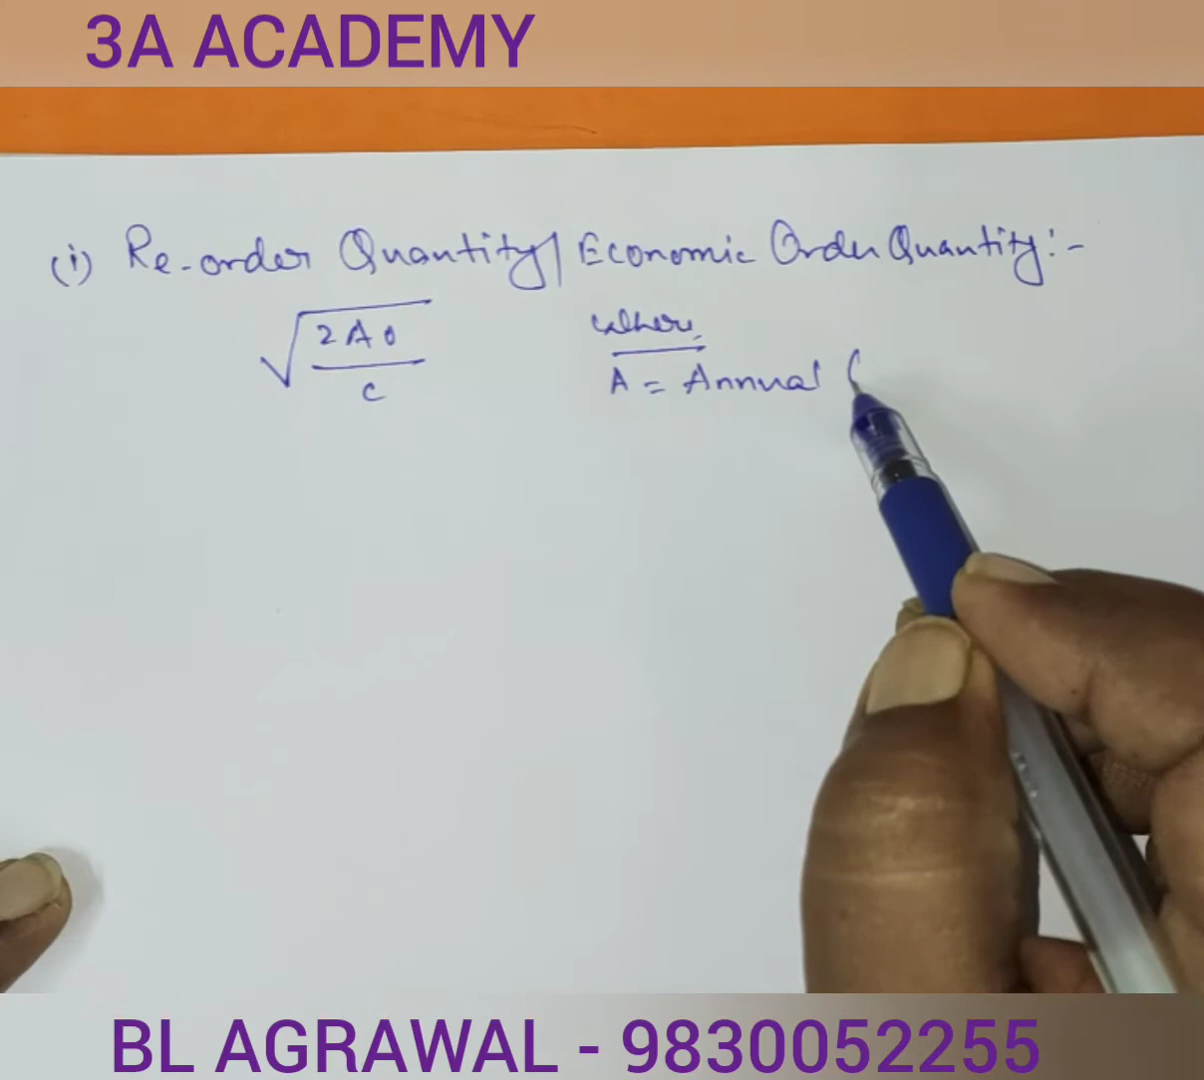 3A ACADEMY
(i) Re-order Quantity/Economic Order Quantity:-
√(2AO/C) where,
A = Annual (
BL AGRAWAL - 9830052255